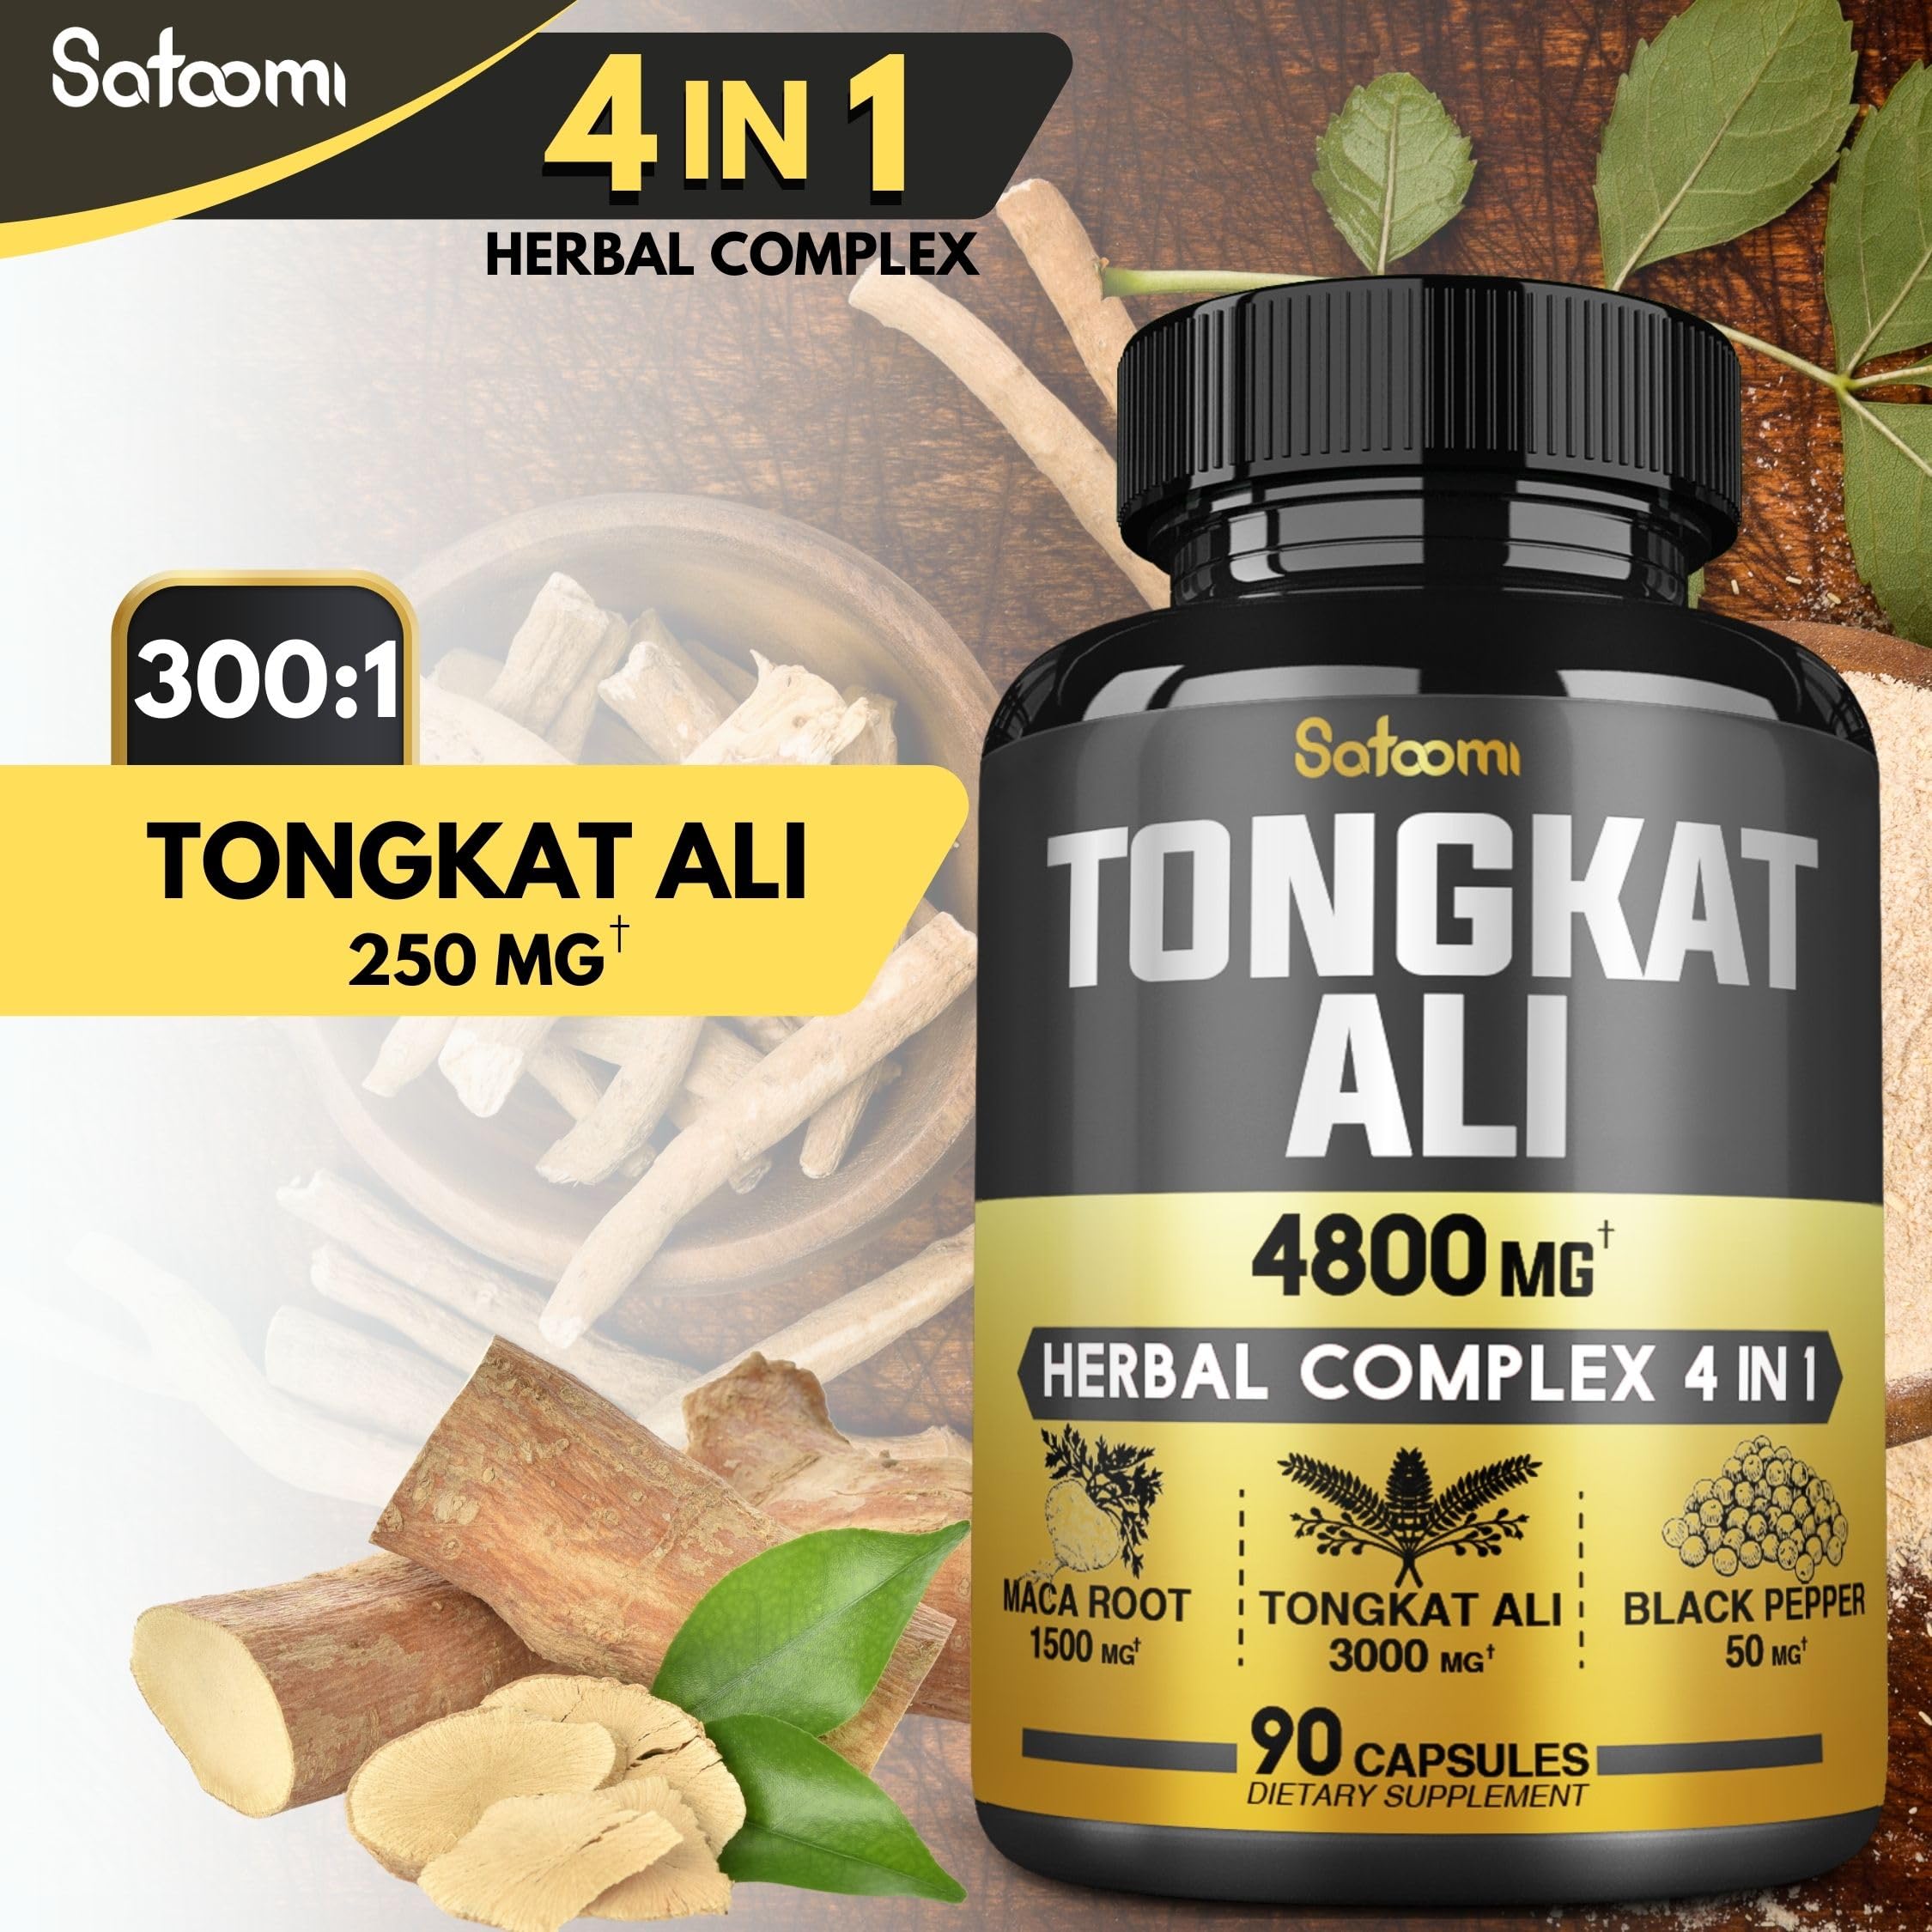 Satoomi
4 IN 1
HERBAL COMPLEX
300:1
TONGKAT ALI
250 MG†
Satoomi
TONGKAT
ALI
4800 MG†
HERBAL COMPLEX 4 IN 1
MACA ROOT
1500 MG†
TONGKAT ALI
3000 MG†
BLACK PEPPER
50 MG†
90 CAPSULES
DIETARY SUPPLEMENT